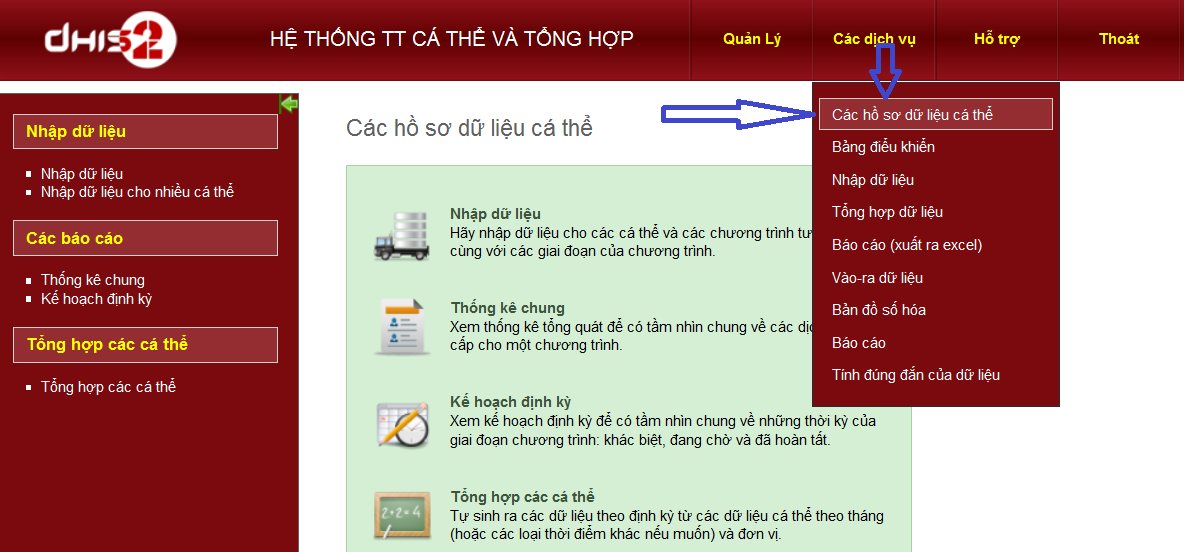 dhis2
HỆ THỐNG TT CÁ THỂ VÀ TỔNG HỢP
Quản Lý
Các dịch vụ
Hỗ trợ
Thoát
Các hồ sơ dữ liệu cá thể
Bảng điểu khiển
Nhập dữ liệu
Tổng hợp dữ liệu
Báo cáo (xuất ra excel)
Vào-ra dữ liệu
Bản đồ số hóa
Báo cáo
Tính đúng đắn của dữ liệu
Nhập dữ liệu
Nhập dữ liệu
Nhập dữ liệu cho nhiều cá thể
Các báo cáo
Thống kê chung
Kế hoạch định kỳ
Tổng hợp các cá thể
Tổng hợp các cá thể
Các hồ sơ dữ liệu cá thể
Nhập dữ liệu
Hãy nhập dữ liệu cho các cá thể và các chương trình
cùng với các giai đoạn của chương trình.
Thống kê chung
Xem thống kê tổng quát để có tầm nhìn chung về các
cấp cho một chương trình.
Kế hoạch định kỳ
Xem kế hoạch định kỳ để có tầm nhìn chung về những thời kỳ của
giai đoạn chương trình: khác biệt, đang chờ và đã hoàn tất.
2+2=4
Tổng hợp các cá thể
Tự sinh ra các dữ liệu theo định kỳ từ các dữ liệu cá thể theo tháng
(hoặc các loại thời điểm khác nếu muốn) và đơn vị.